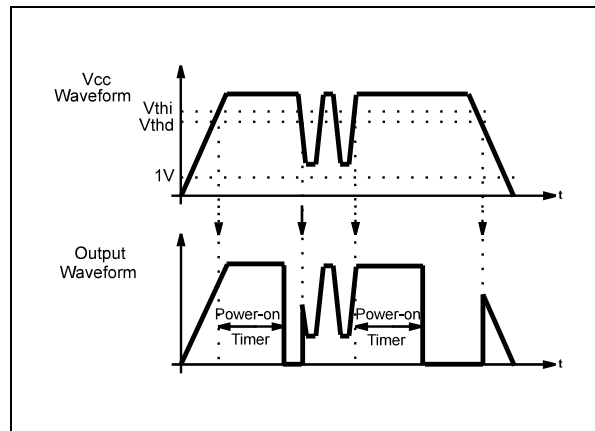 Vcc
Waveform
Vthi
Vthd
1V
t
Output
Waveform
Power-on
Timer
Power-on
Timer
t